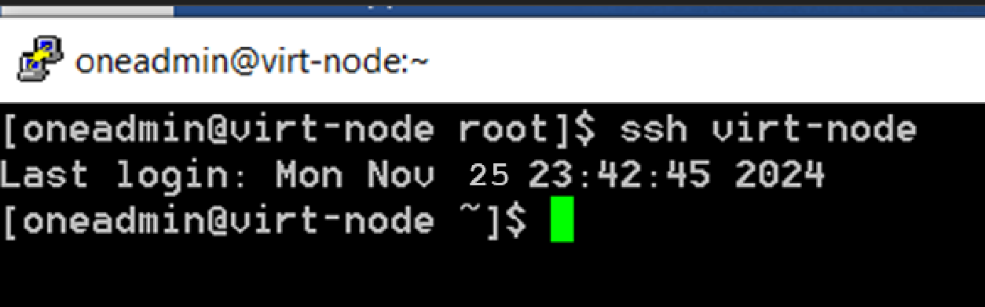 oneadmin@virt-node:~
[oneadmin@virt-node root]$ ssh virt-node
Last login: Mon Nov 25 23:42:45 2024
[oneadmin@virt-node ~]$